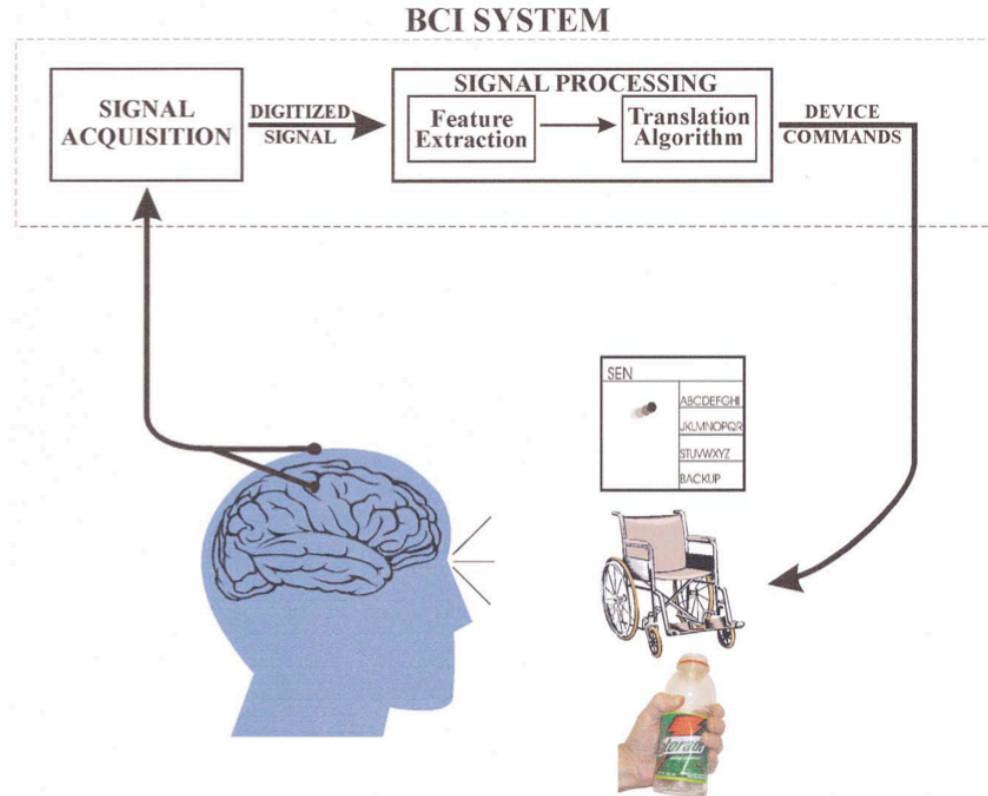 BCI SYSTEM
SIGNAL
ACQUISITION
DIGITIZED
SIGNAL
SIGNAL PROCESSING
Feature
Extraction
Translation
Algorithm
DEVICE
COMMANDS
SEN
ABCDEFGHI
JKLMNOPQR
STUVWXYZ
BACKUP